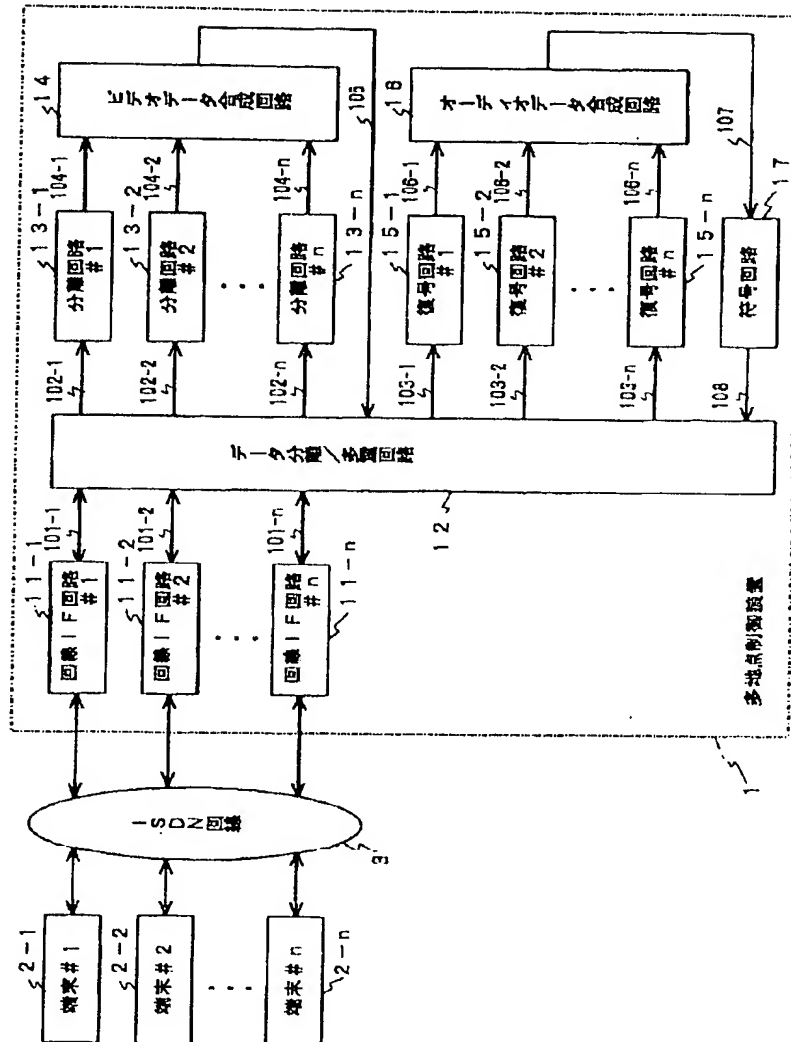 端末#1
2-1
端末#2
2-2
端末#n
2-n
ISDN回線
3
多地点制御装置
1
回線IF回路
#1
11-1
101-1
回線IF回路
#2
11-2
101-2
回線IF回路
#n
11-n
101-n
データ分離/多重回路
12
102-1
分離回路
#1
13-1
104-1
102-2
分離回路
#2
13-2
104-2
102-n
分離回路
#n
13-n
104-n
ビデオデータ合成回路
14
105
103-1
復号回路
#1
15-1
106-1
103-2
復号回路
#2
15-2
106-2
103-n
復号回路
#n
15-n
106-n
オーディオデータ合成回路
16
107
符号回路
17
108